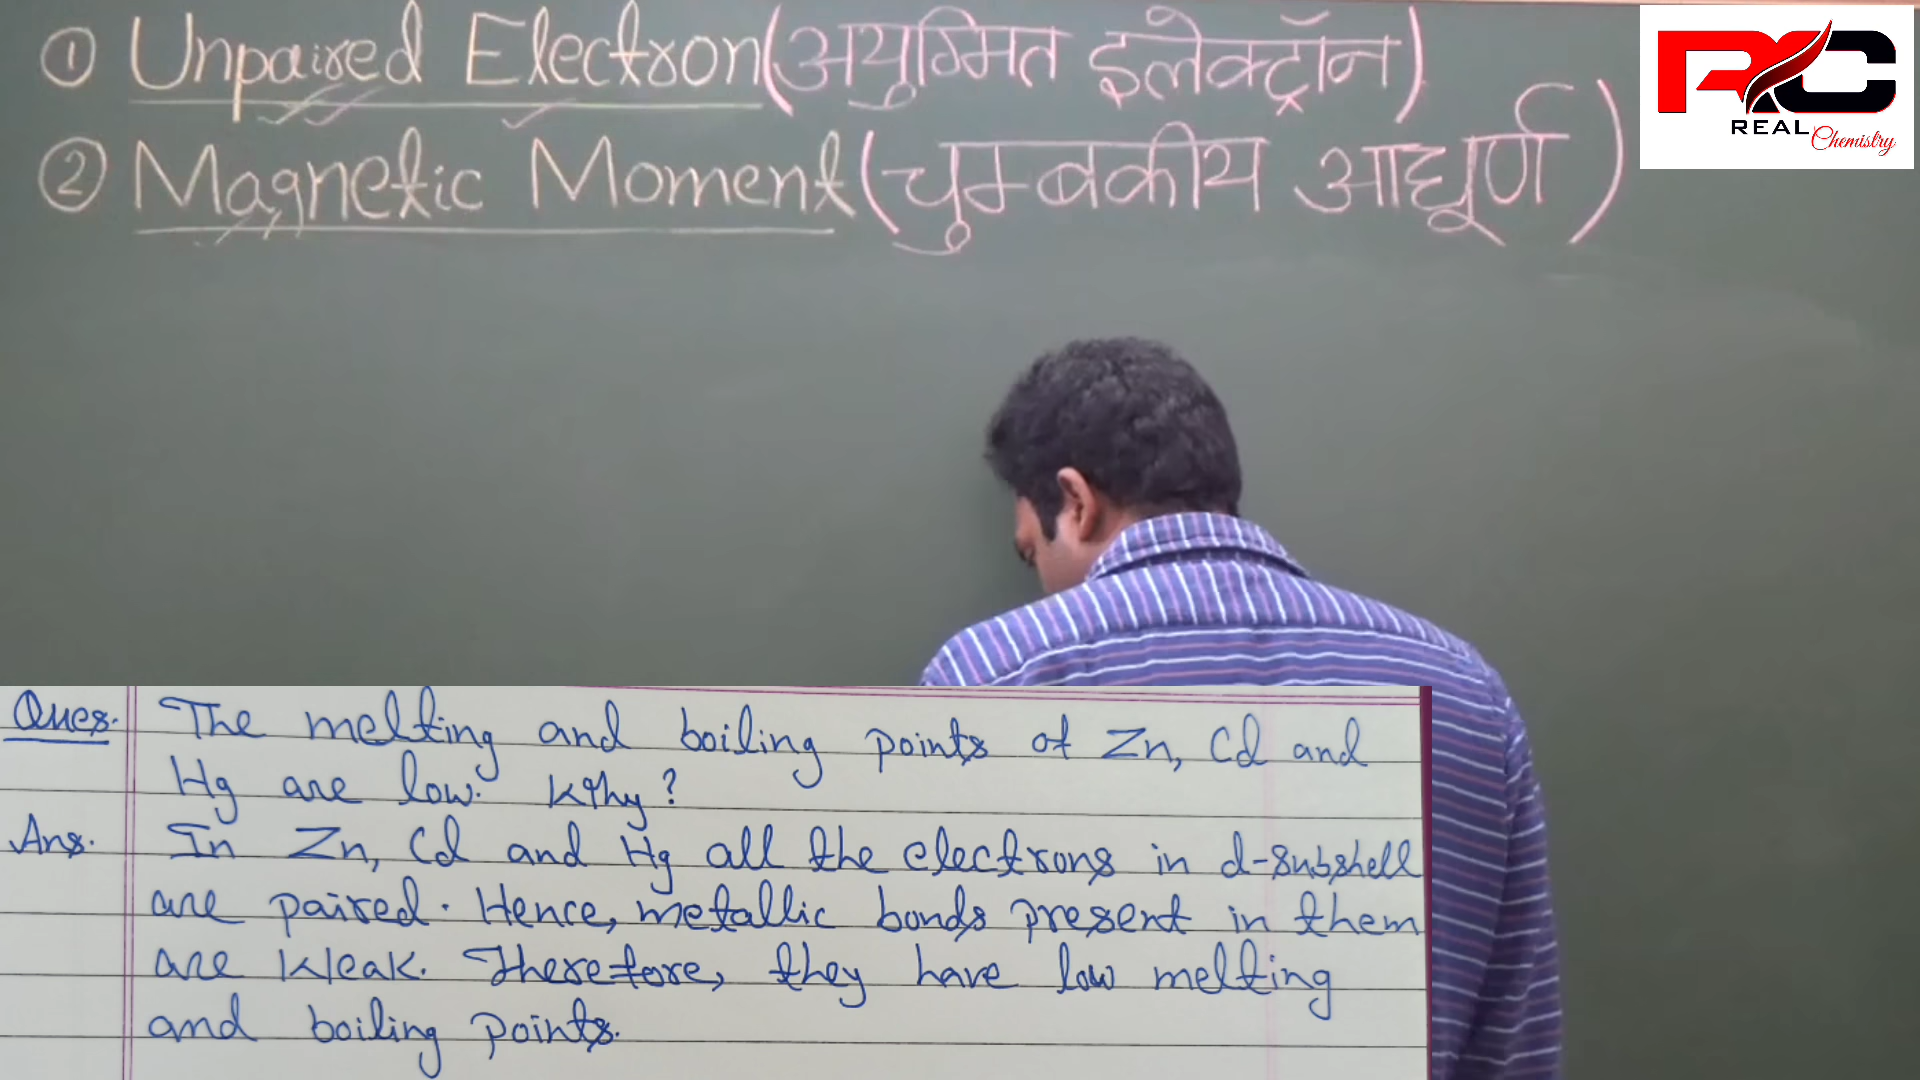 ① Unpaired Electron (अयुग्मित इलेक्ट्रॉन)
② Magnetic Moment (चुम्बकीय आघूर्ण)
RC
REAL Chemistry
Ques. The melting and boiling points of Zn, Cd and
Hg are low. Why?
Ans. In Zn, Cd and Hg all the electrons in d-subshell
are paired. Hence, metallic bonds present in them
are weak. Therefore, they have low melting
and boiling points.